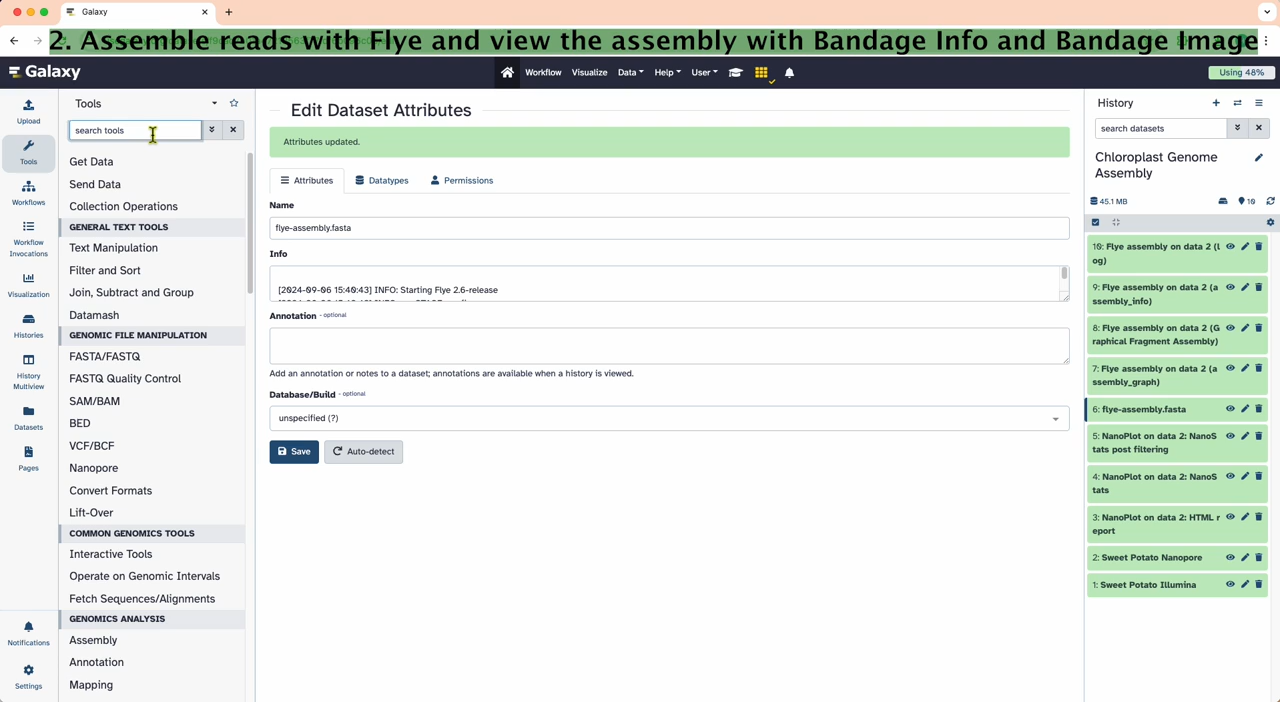 Galaxy
2. Assemble reads with Flye and view the assembly with Bandage Info and Bandage Image
Galaxy
Workflow
Visualize
Data
Help
User
Using 48%
Upload
Tools
Workflows
Workflow
Invocations
Visualization
Histories
History
Multiview
Datasets
Pages
Notifications
Settings
Tools
search tools
Get Data
Send Data
Collection Operations
GENERAL TEXT TOOLS
Text Manipulation
Filter and Sort
Join, Subtract and Group
Datamash
GENOMIC FILE MANIPULATION
FASTA/FASTQ
FASTQ Quality Control
SAM/BAM
BED
VCF/BCF
Nanopore
Convert Formats
Lift-Over
COMMON GENOMICS TOOLS
Interactive Tools
Operate on Genomic Intervals
Fetch Sequences/Alignments
GENOMICS ANALYSIS
Assembly
Annotation
Mapping
Edit Dataset Attributes
Attributes updated.
Attributes
Datatypes
Permissions
Name
flye-assembly.fasta
Info
[2024-09-06 15:40:43] INFO: Starting Flye 2.6-release
Annotation - optional
Add an annotation or notes to a dataset; annotations are available when a history is viewed.
Database/Build - optional
unspecified (?)
Save
Auto-detect
History
search datasets
Chloroplast Genome
Assembly
45.1 MB
10
10: Flye assembly on data 2 (l
og)
9: Flye assembly on data 2 (a
ssembly_info)
8: Flye assembly on data 2 (G
raphical Fragment Assembly)
7: Flye assembly on data 2 (a
ssembly_graph)
6: flye-assembly.fasta
5: NanoPlot on data 2: NanoS
tats post filtering
4: NanoPlot on data 2: NanoS
tats
3: NanoPlot on data 2: HTML r
eport
2: Sweet Potato Nanopore
1: Sweet Potato Illumina